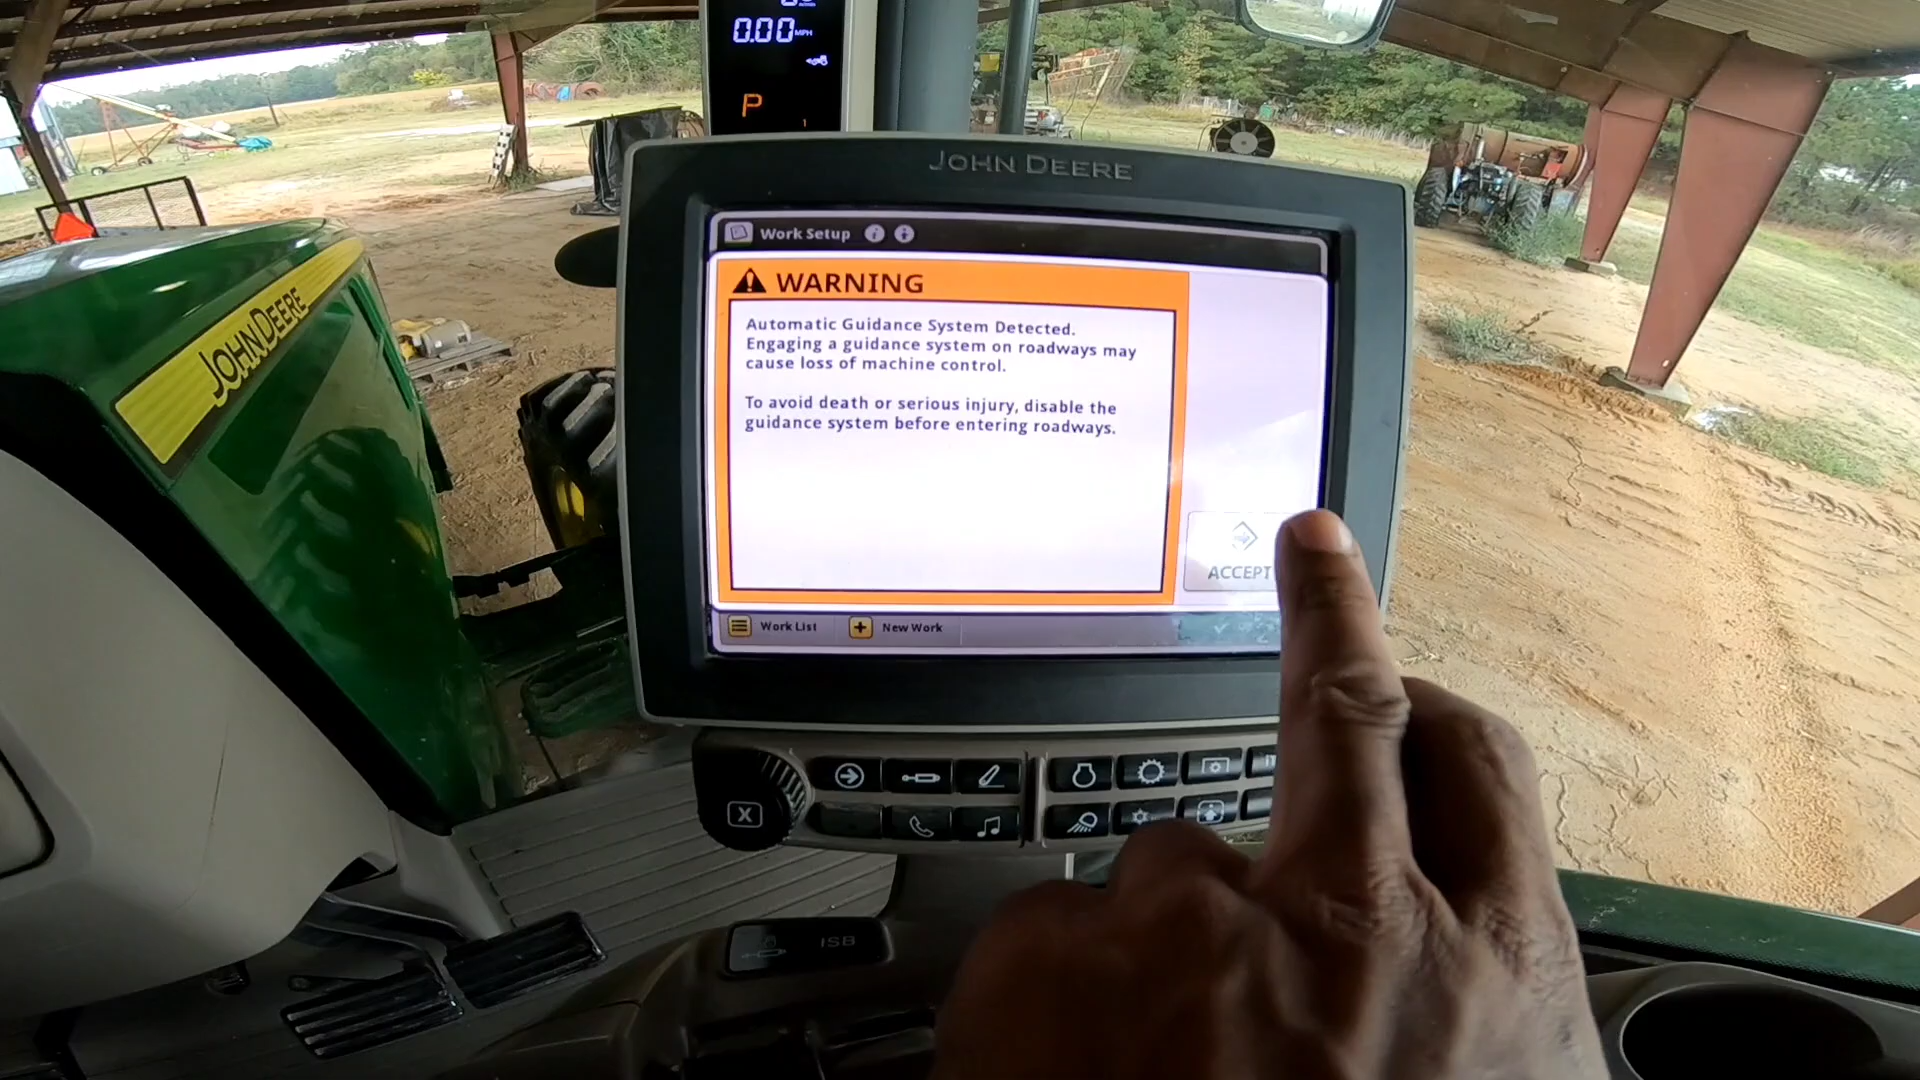 0.00 MPH
P
1
JOHN DEERE
JOHN DEERE
Work Setup
WARNING
Automatic Guidance System Detected.
Engaging a guidance system on roadways may
cause loss of machine control.
To avoid death or serious injury, disable the
guidance system before entering roadways.
ACCEPT
Work List
New Work
X
ISB